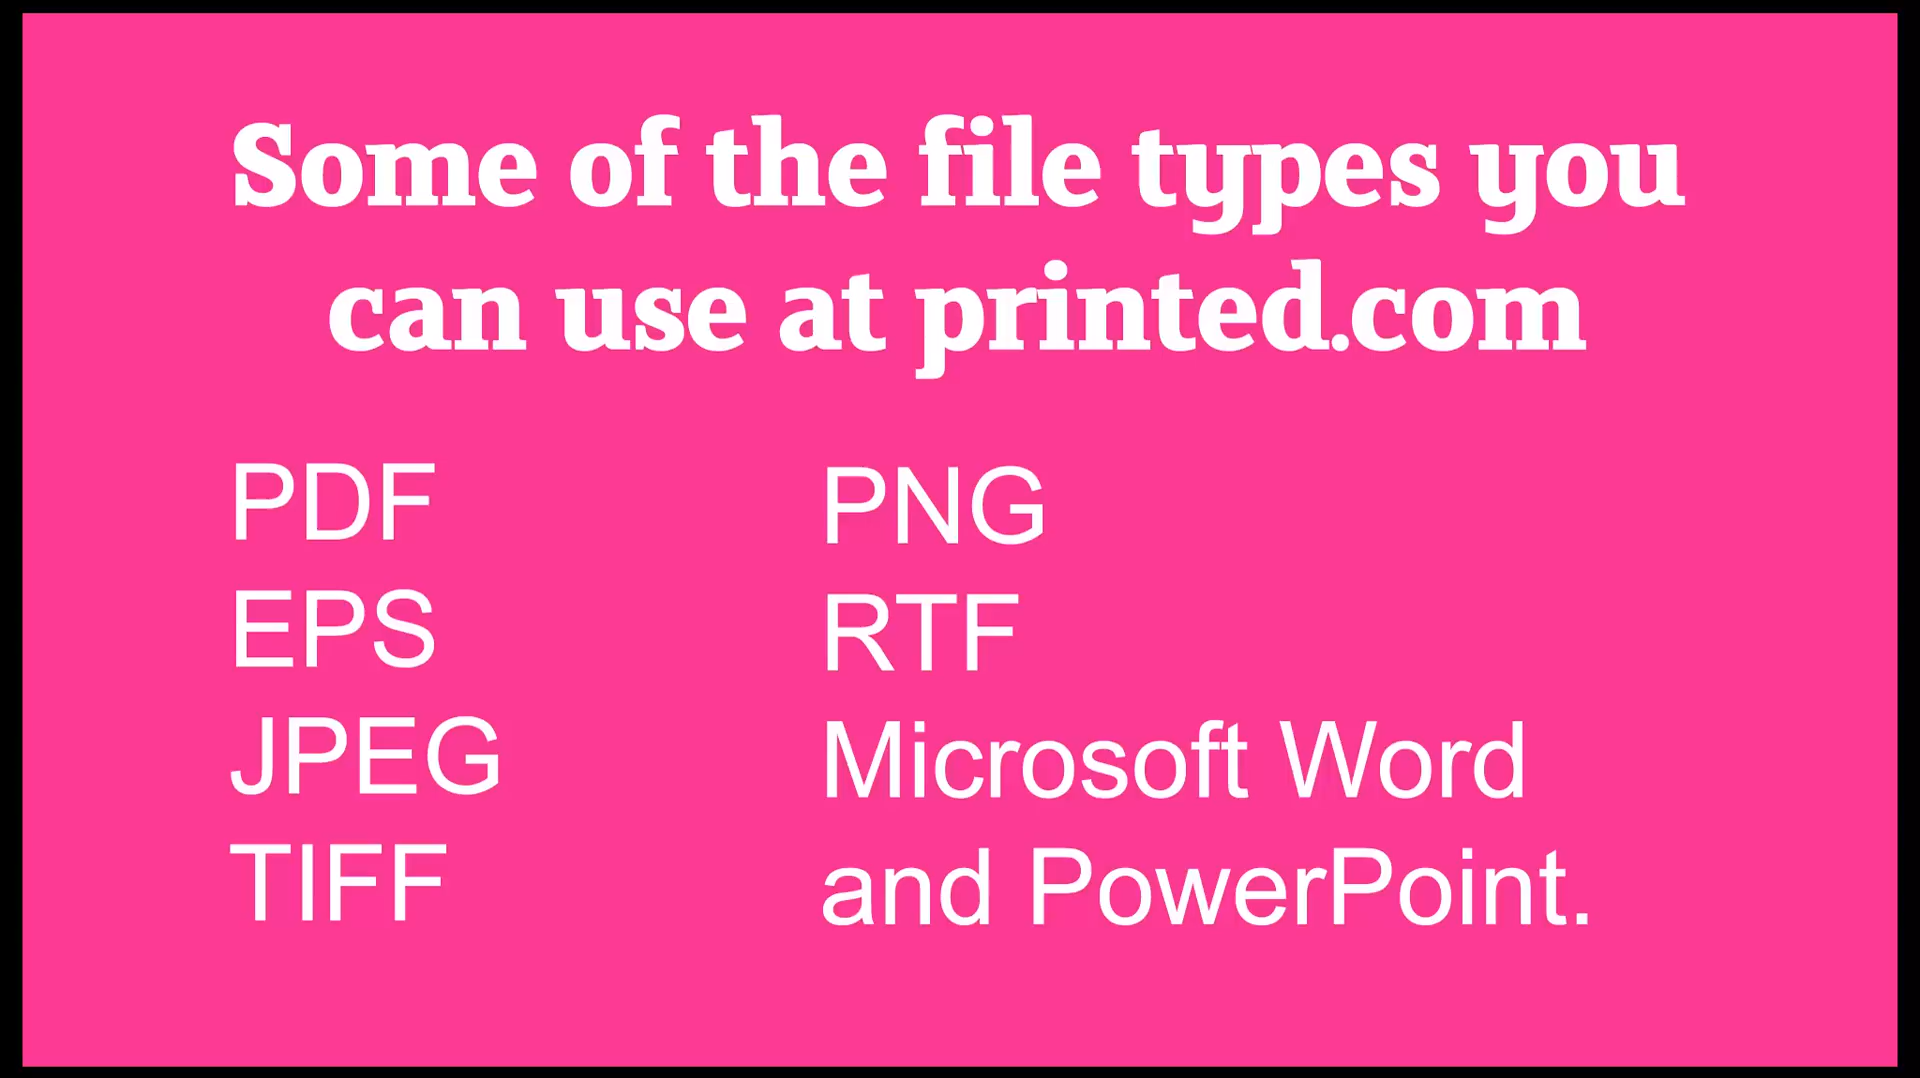 Some of the file types you
can use at printed.com
PDF
EPS
JPEG
TIFF
PNG
RTF
Microsoft Word
and PowerPoint.